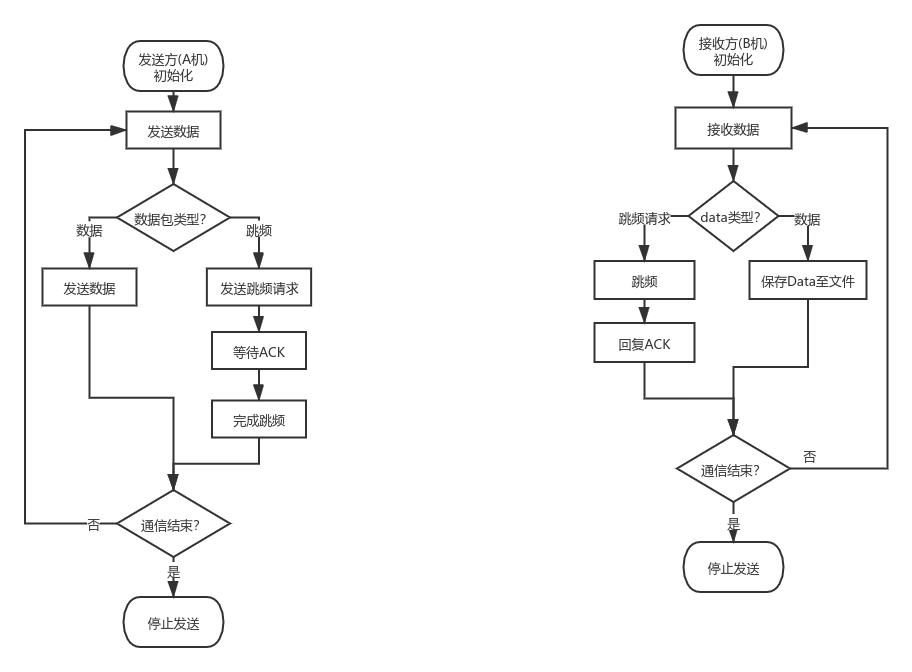 发送方(A机)
初始化
发送数据
数据包类型?
数据
跳频
发送数据
发送跳频请求
等待ACK
完成跳频
通信结束?
否
是
停止发送
接收方(B机)
初始化
接收数据
data类型?
跳频请求
数据
跳频
保存Data至文件
回复ACK
通信结束?
否
是
停止发送